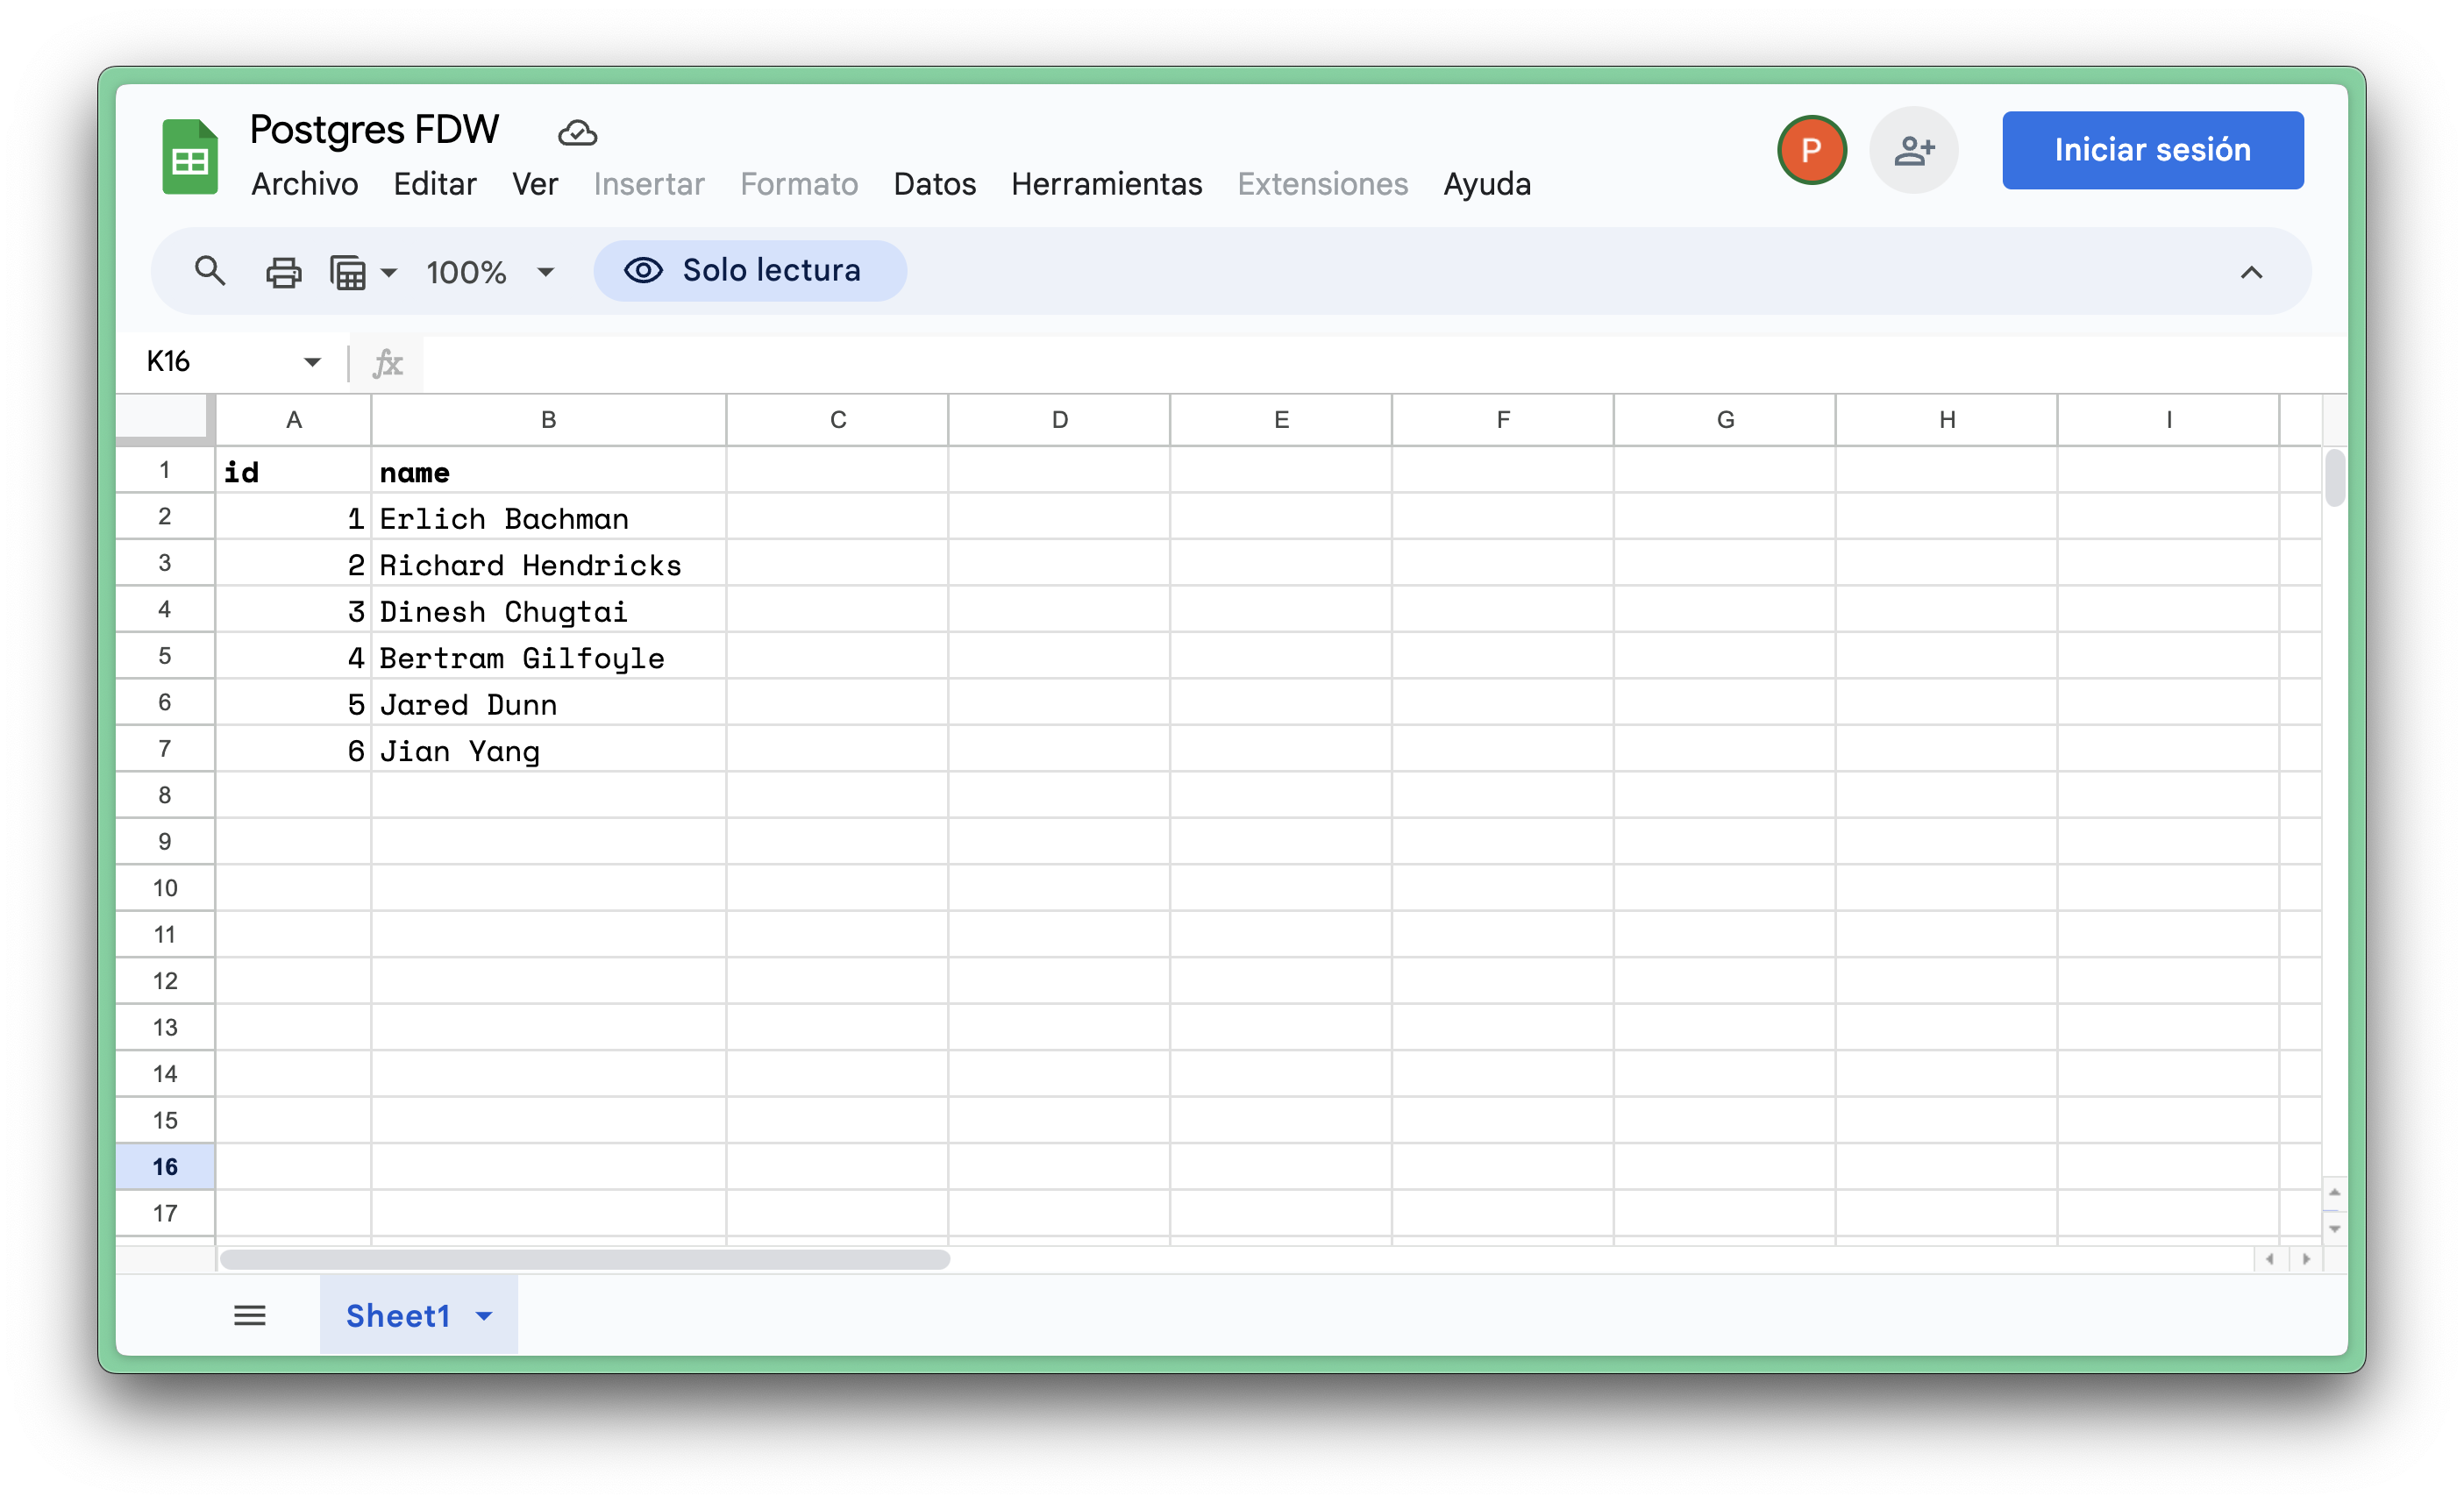 Postgres FDW
Archivo Editar Ver Insertar Formato Datos Herramientas Extensiones Ayuda
P
Iniciar sesión
100% Solo lectura
K16 fx
A B C D E F G H I
1 id name
2 1 Erlich Bachman
3 2 Richard Hendricks
4 3 Dinesh Chugtai
5 4 Bertram Gilfoyle
6 5 Jared Dunn
7 6 Jian Yang
8
9
10
11
12
13
14
15
16
17
Sheet1